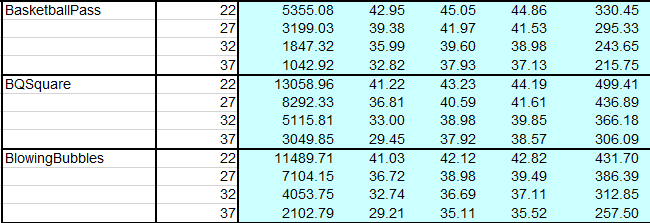 BasketballPass 22 5355.08 42.95 45.05 44.86 330.45
27 3199.03 39.38 41.97 41.53 295.33
32 1847.32 35.99 39.60 38.98 243.65
37 1042.92 32.82 37.93 37.13 215.75
BQSquare 22 13058.96 41.22 43.23 44.19 499.41
27 8292.33 36.81 40.59 41.61 436.89
32 5115.81 33.00 38.98 39.85 366.18
37 3049.85 29.45 37.92 38.57 306.09
BlowingBubbles 22 11489.71 41.03 42.12 42.82 431.70
27 7104.15 36.72 38.98 39.49 386.39
32 4053.75 32.74 36.69 37.11 312.85
37 2102.79 29.21 35.11 35.52 257.50